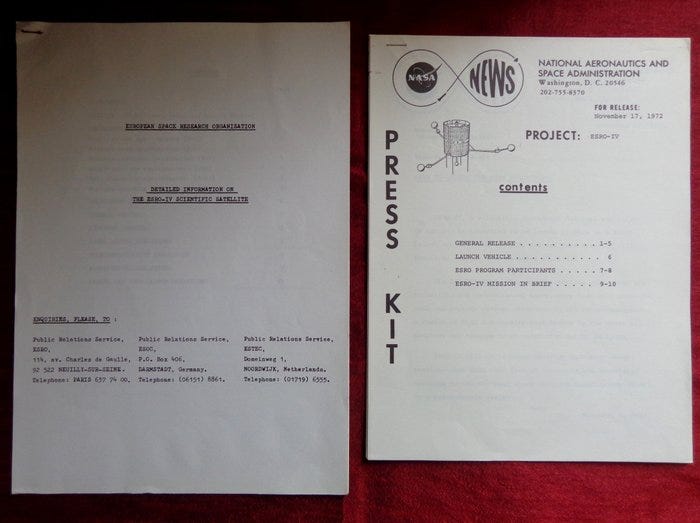 EUROPEAN SPACE RESEARCH ORGANISATION
DETAILED INFORMATION ON
THE ESRO-IV SCIENTIFIC SATELLITE
ENQUIRIES, PLEASE, TO :
Public Relations Service, Public Relations Service, Public Relations Service,
ESRO, ESOC, ESTEC,
114, av. Charles de Gaulle, P.O. Box 406, Domeinweg 1,
92 522 NEUILLY-SUR-SEINE. DARMSTADT, Germany. NOORDWIJK, Netherlands.
Telephone: PARIS 637 74 00. Telephone: (06151) 8861. Telephone: (01719) 6555.
NASA NEWS
NATIONAL AERONAUTICS AND
SPACE ADMINISTRATION
Washington, D. C. 20546
202-755-8370
FOR RELEASE:
November 17, 1972
PRESS KIT
PROJECT: ESRO-IV
contents
GENERAL RELEASE . . . . . . . . . . 1-5
LAUNCH VEHICLE . . . . . . . . . . . 6
ESRO PROGRAM PARTICIPANTS . . . . . 7-8
ESRO-IV MISSION IN BRIEF . . . . . 9-10